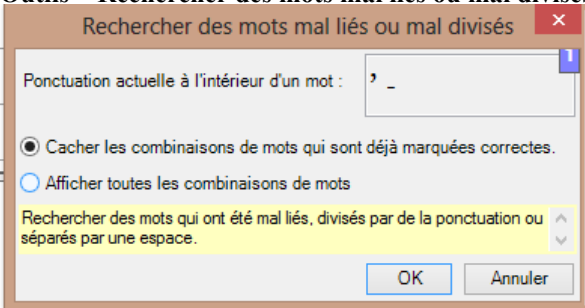 Outils – Rechercher des mots mal liés ou mal divisés
Rechercher des mots mal liés ou mal divisés
Ponctuation actuelle à l'intérieur d'un mot :
’ -
1
Cacher les combinaisons de mots qui sont déjà marquées correctes.
Afficher toutes les combinaisons de mots
Rechercher des mots qui ont été mal liés, divisés par de la ponctuation ou
séparés par une espace.
OK Annuler